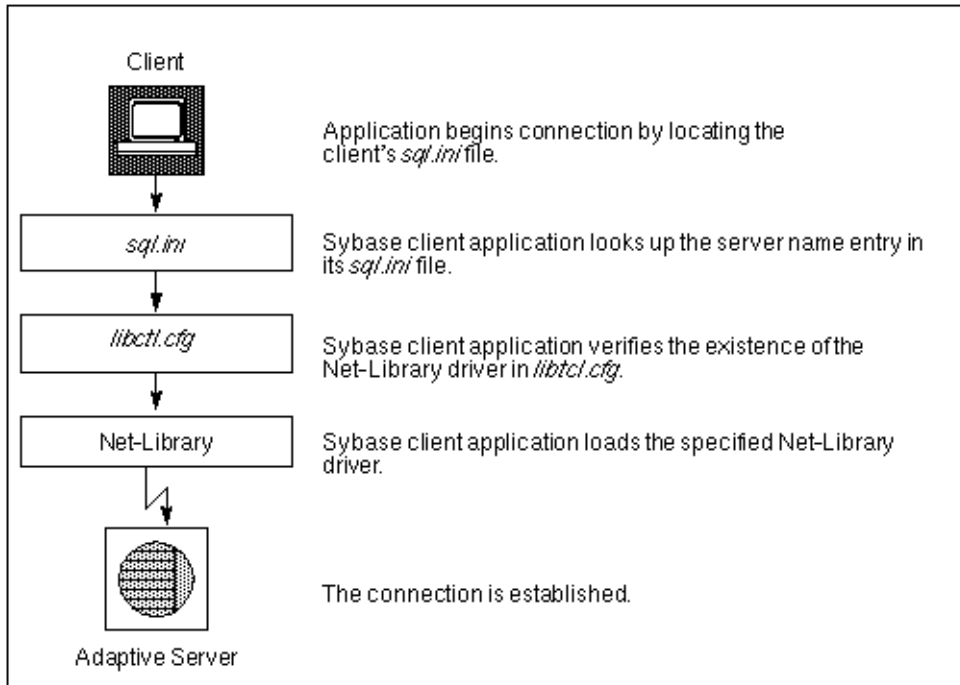 Client
Application begins connection by locating the
client's sql.ini file.
sql.ini
Sybase client application looks up the server name entry in
its sql.ini file.
libctl.cfg
Sybase client application verifies the existence of the
Net-Library driver in libtcl.cfg.
Net-Library
Sybase client application loads the specified Net-Library
driver.
The connection is established.
Adaptive Server